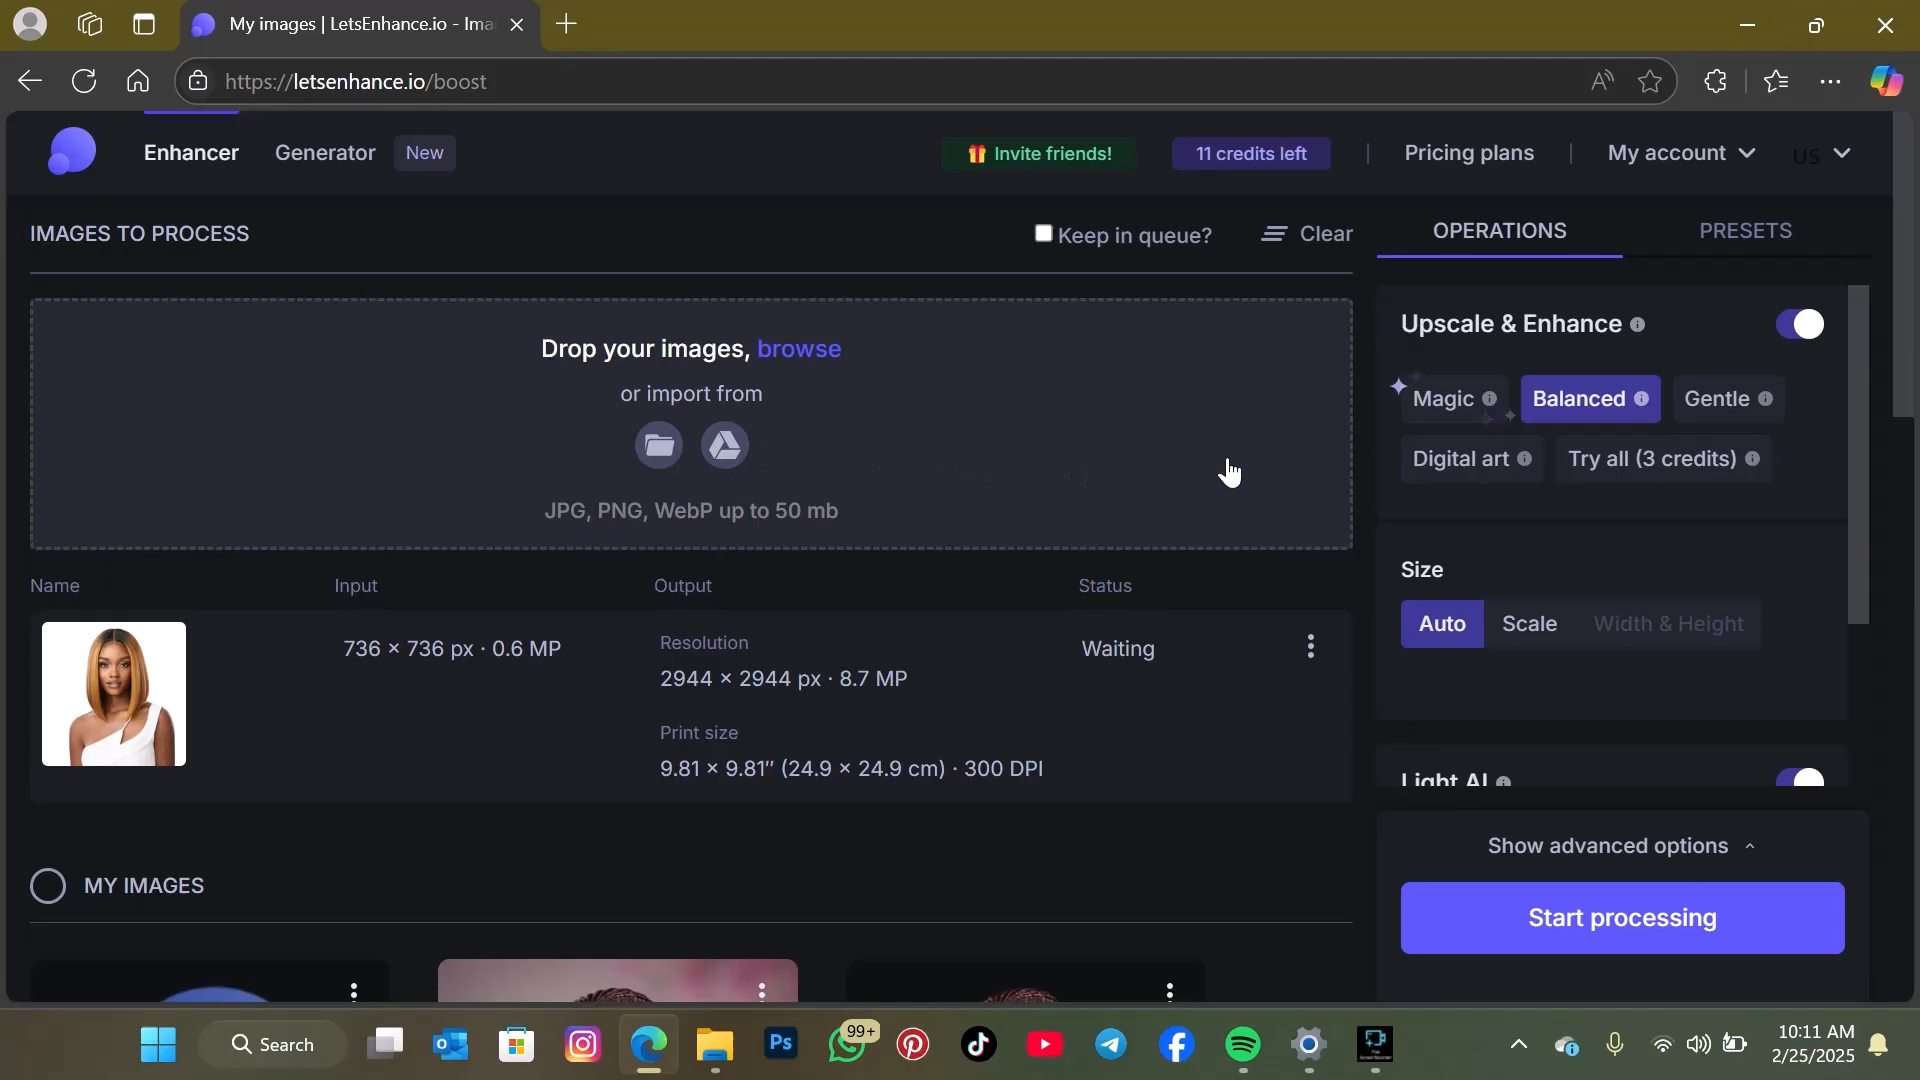 My images | LetsEnhance.io - Ima
https://letsenhance.io/boost
Enhancer
Generator
New
Invite friends!
11 credits left
Pricing plans
My account
US
IMAGES TO PROCESS
Keep in queue?
Clear
OPERATIONS
PRESETS
Drop your images, browse
or import from
JPG, PNG, WebP up to 50 mb
Upscale & Enhance
Magic
Balanced
Gentle
Digital art
Try all (3 credits)
Size
Auto
Scale
Width & Height
Name
Input
Output
Status
736 × 736 px · 0.6 MP
Resolution
2944 × 2944 px · 8.7 MP
Print size
9.81 × 9.81″ (24.9 × 24.9 cm) · 300 DPI
Waiting
Light AI
Show advanced options
Start processing
MY IMAGES
Search
Ps
99+
10:11 AM
2/25/2025